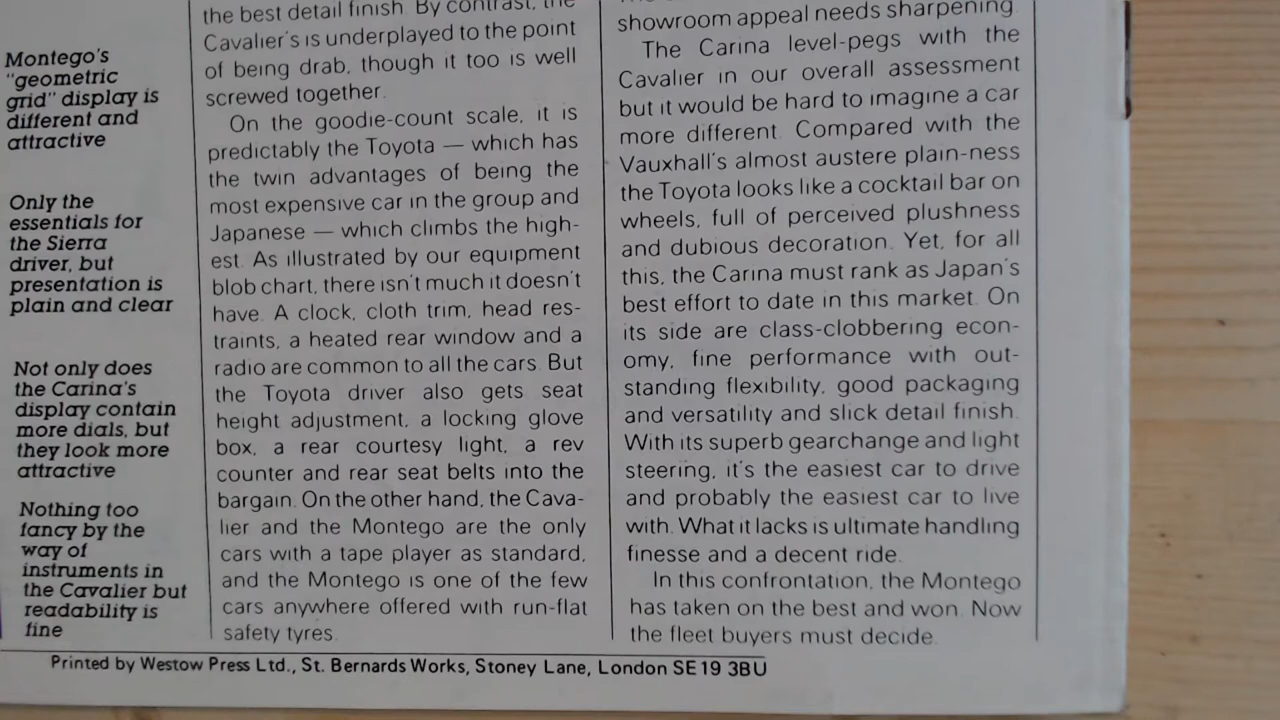 Montego's
"geometric
grid" display is
different and
attractive
Only the
essentials for
the Sierra
driver, but
presentation is
plain and clear
Not only does
the Carina's
display contain
more dials, but
they look more
attractive
Nothing too
fancy by the
way of
instruments in
the Cavalier but
readability is
fine
the best detail finish. By contrast, the
Cavalier's is underplayed to the point
of being drab, though it too is well
screwed together.
On the goodie-count scale, it is
predictably the Toyota — which has
the twin advantages of being the
most expensive car in the group and
Japanese — which climbs the high-
est. As illustrated by our equipment
blob chart, there isn't much it doesn't
have. A clock, cloth trim, head res-
traints, a heated rear window and a
radio are common to all the cars. But
the Toyota driver also gets seat
height adjustment, a locking glove
box, a rear courtesy light, a rev
counter and rear seat belts into the
bargain. On the other hand, the Cava-
lier and the Montego are the only
cars with a tape player as standard,
and the Montego is one of the few
cars anywhere offered with run-flat
safety tyres.
showroom appeal needs sharpening.
The Carina level-pegs with the
Cavalier in our overall assessment
but it would be hard to imagine a car
more different. Compared with the
Vauxhall's almost austere plain-ness
the Toyota looks like a cocktail bar on
wheels, full of perceived plushness
and dubious decoration. Yet, for all
this, the Carina must rank as Japan's
best effort to date in this market. On
its side are class-clobbering econ-
omy, fine performance with out-
standing flexibility, good packaging
and versatility and slick detail finish.
With its superb gearchange and light
steering, it's the easiest car to drive
and probably the easiest car to live
with. What it lacks is ultimate handling
finesse and a decent ride.
In this confrontation, the Montego
has taken on the best and won. Now
the fleet buyers must decide.
Printed by Westow Press Ltd., St. Bernards Works, Stoney Lane, London SE19 3BU